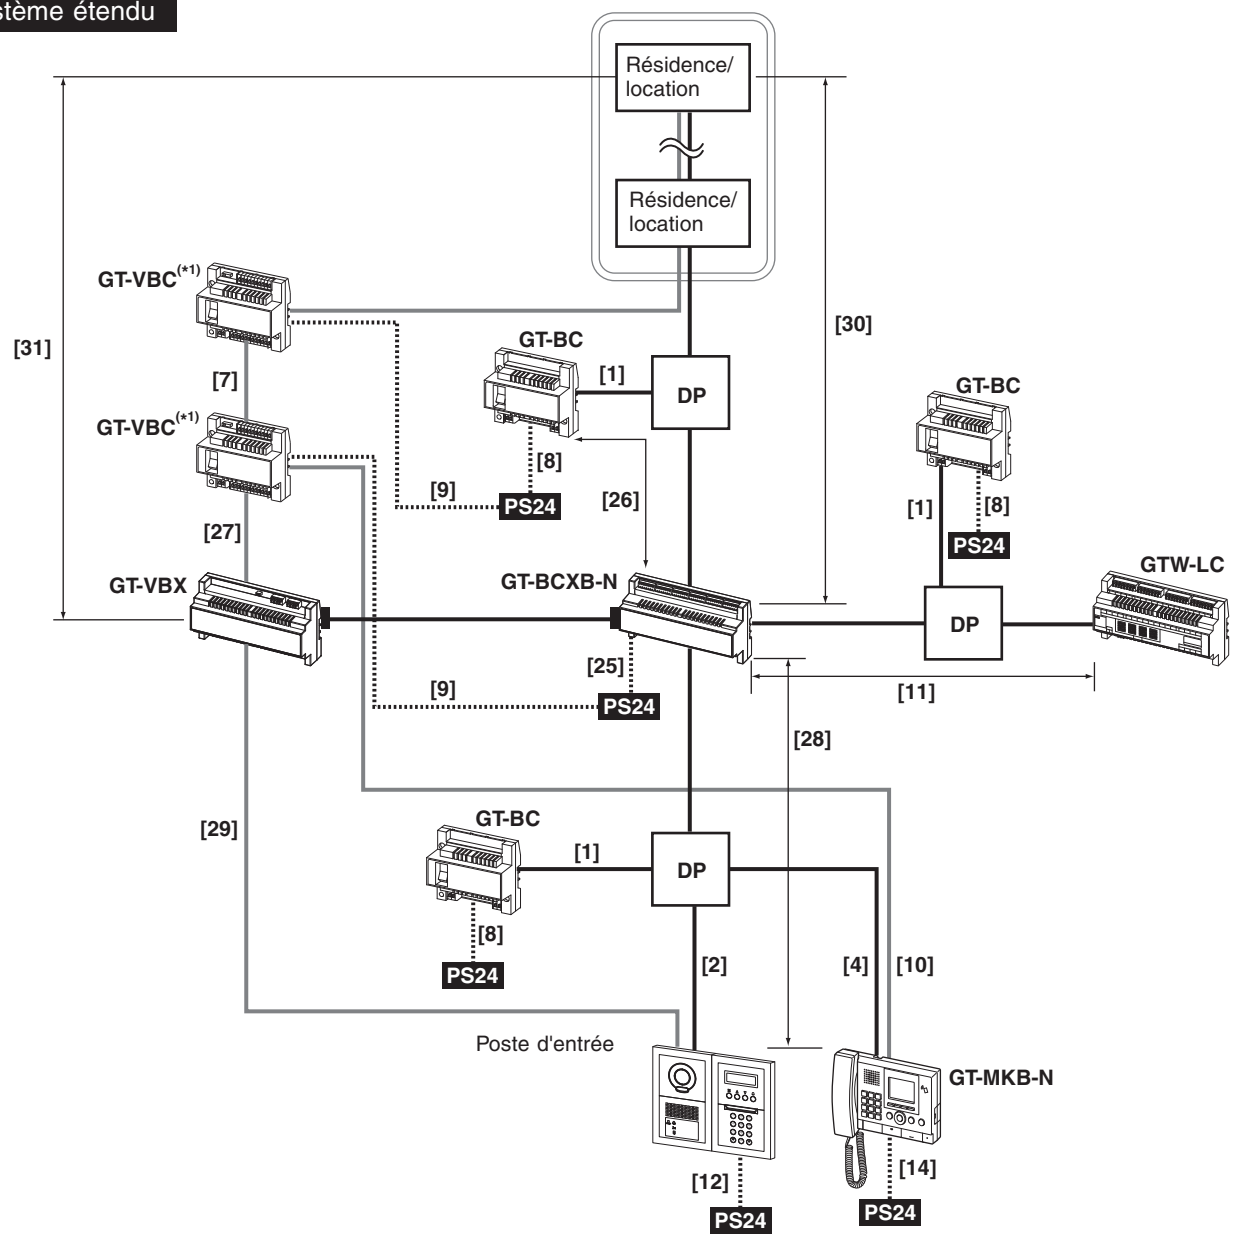 stème étendu
Résidence/
location
Résidence/
location
GT-VBC(*1)
[31]
[30]
GT-BC
[7]
[1]
DP
GT-BC
GT-VBC(*1)
[8]
[9]
PS24
[26]
[1]
[8]
[27]
PS24
GT-VBX
GT-BCXB-N
GTW-LC
DP
[25]
[9]
PS24
[11]
[28]
GT-BC
[29]
[1]
DP
[8]
PS24
[2]
[4]
[10]
Poste d'entrée
GT-MKB-N
[12]
[14]
PS24
PS24